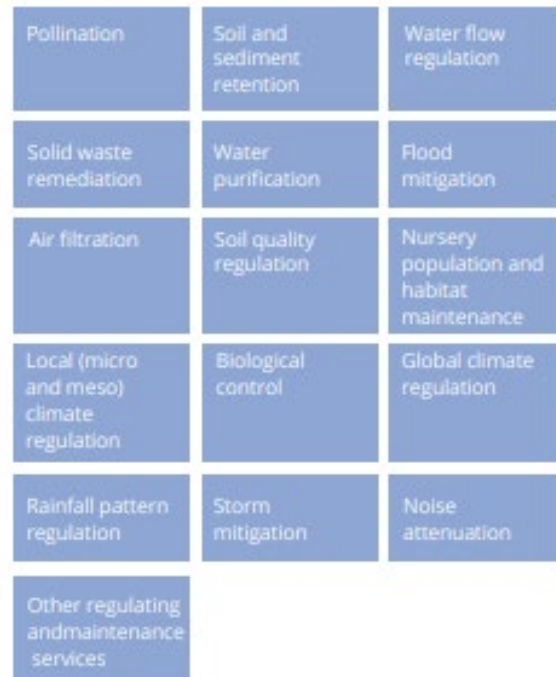 Pollination
Soil and
sediment
retention
Water flow
regulation
Solid waste
remediation
Water
purification
Flood
mitigation
Air filtration
Soil quality
regulation
Nursery
population and
habitat
maintenance
Local (micro
and meso)
climate
regulation
Biological
control
Global climate
regulation
Rainfall pattern
regulation
Storm
mitigation
Noise
attenuation
Other regulating
andmaintenance
services